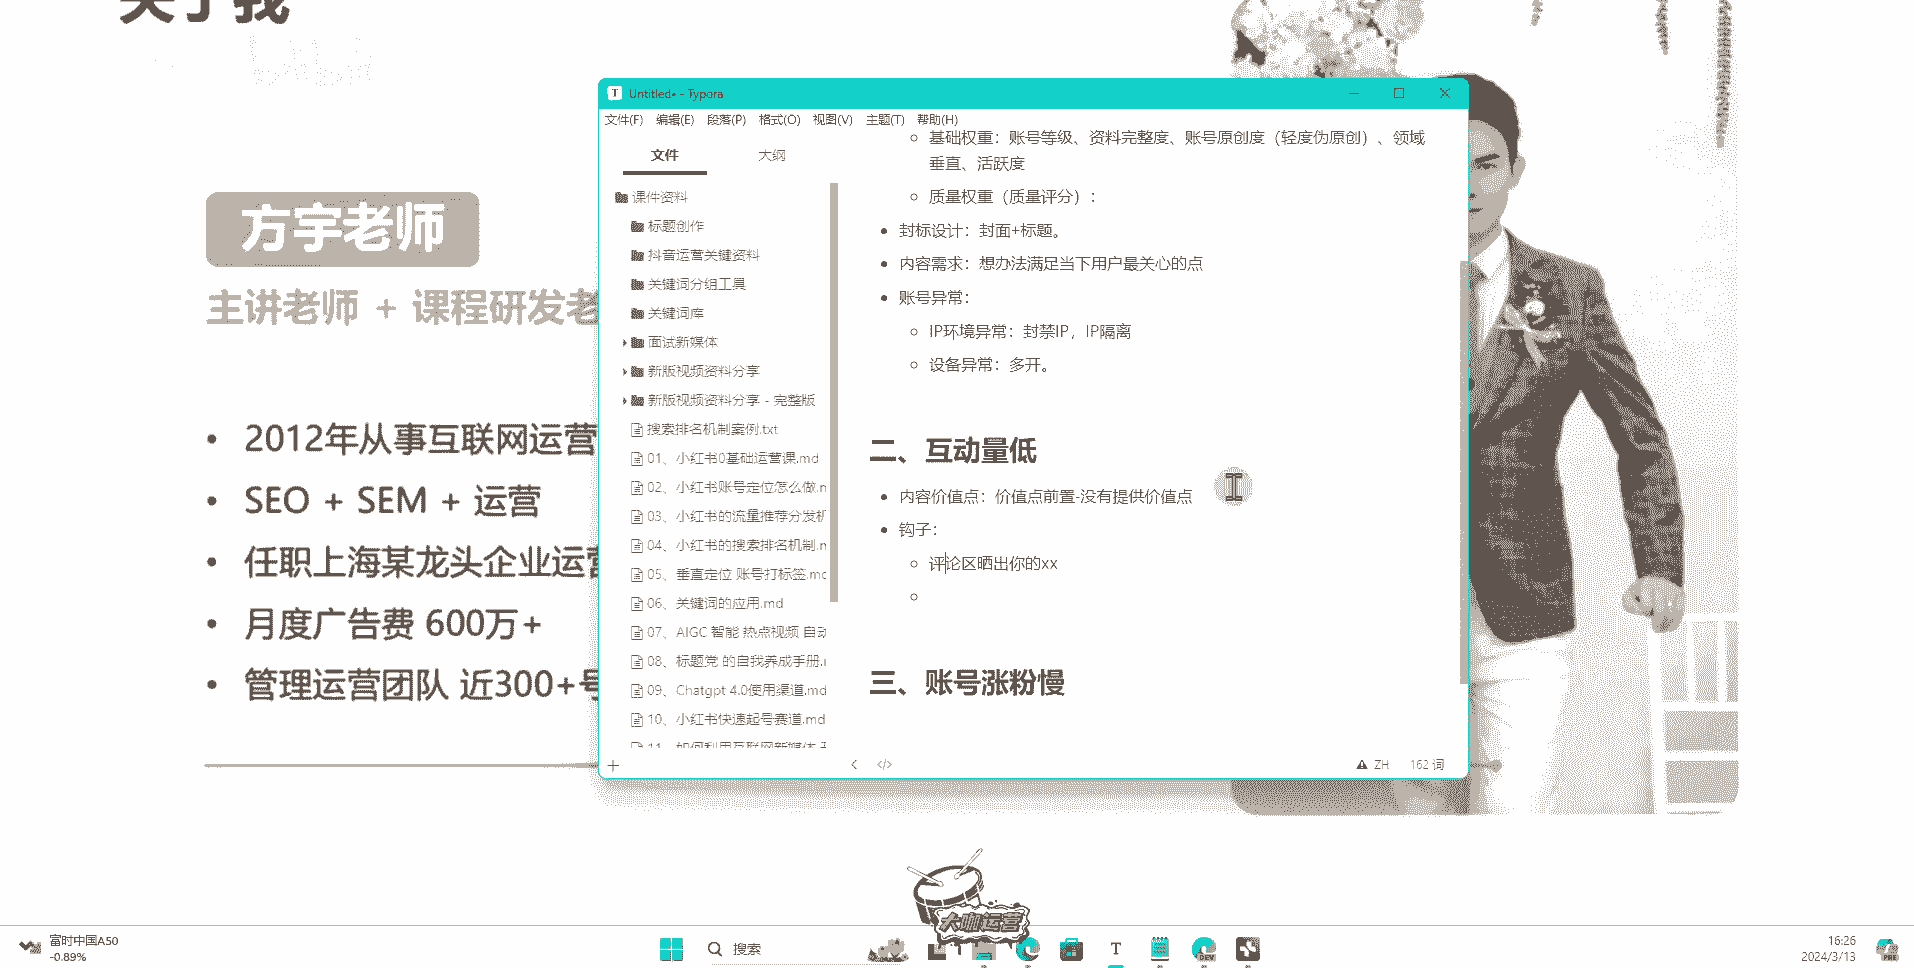 关于我
方宇老师
主讲老师 + 课程研发老
2012年从事互联网运营
SEO + SEM + 运营
任职上海某龙头企业运营
月度广告费 600万+
管理运营团队 近300+号
Untitled• - Typora
文件(F) 编辑(E) 段落(P) 格式(O) 视图(V) 主题(T) 帮助(H)
文件 大纲
课件资料
标题创作
抖音运营关键资料
关键词分组工具
关键词库
面试新媒体
新版视频资料分享
新版视频资料分享 - 完整版
搜索排名机制案例.txt
01、小红书0基础运营课.md
02、小红书账号定位怎么做.m
03、小红书的流量推荐分发机
04、小红书的搜索排名机制.m
05、垂直定位 账号打标签.md
06、关键词的应用.md
07、AIGC 智能 热点视频 自动
08、标题党 的自我养成手册.m
09、Chatgpt 4.0使用渠道.md
10、小红书快速起号赛道.md
11、如何利用互联网新媒体
基础权重：账号等级、资料完整度、账号原创度（轻度伪原创）、领域
垂直、活跃度
质量权重（质量评分）：
封标设计：封面+标题。
内容需求：想办法满足当下用户最关心的点
账号异常：
IP环境异常：封禁IP，IP隔离
设备异常：多开。
二、互动量低
内容价值点：价值点前置-没有提供价值点
钩子：
评论区晒出你的xx
三、账号涨粉慢
ZH 162 词
大咖运营
富时中国A50
-0.89%
搜索
16:26
2024/3/13